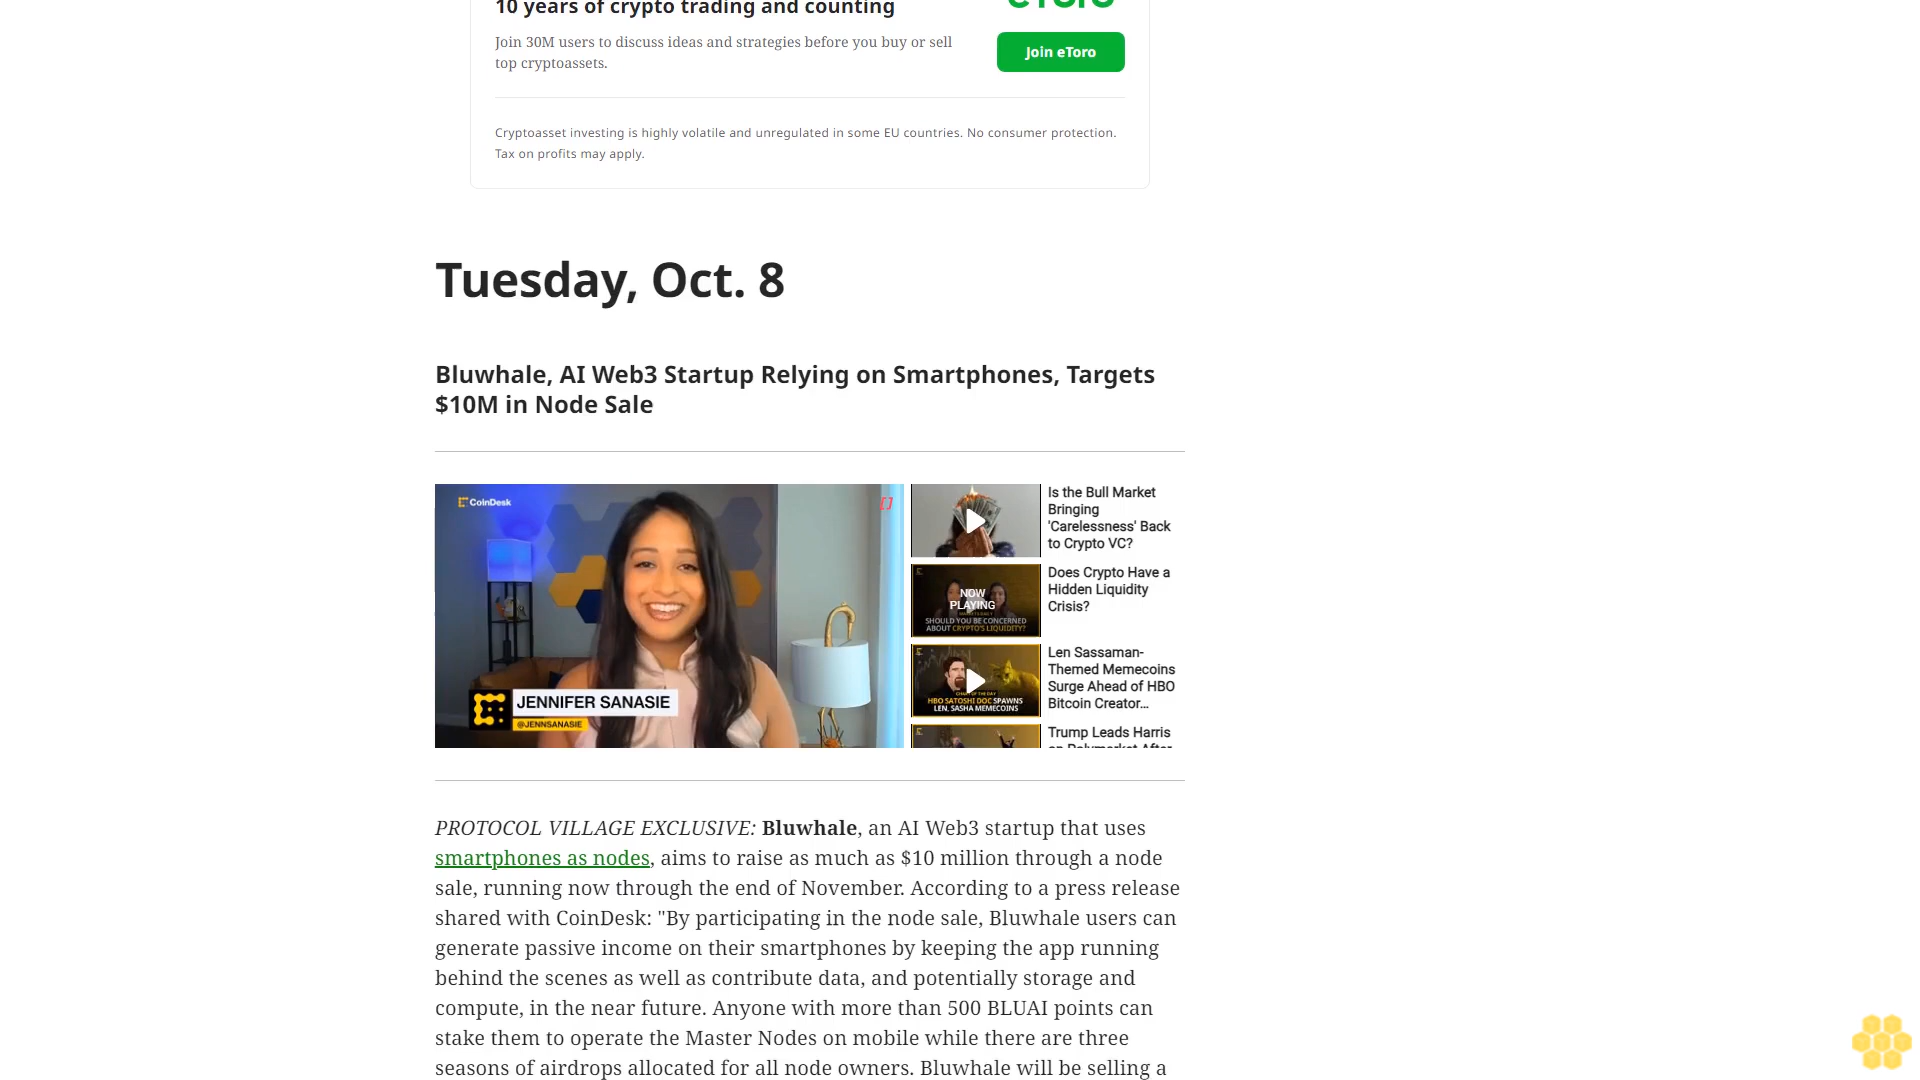 10 years of crypto trading and counting
eToro
Join 30M users to discuss ideas and strategies before you buy or sell
top cryptoassets.
Join eToro
Cryptoasset investing is highly volatile and unregulated in some EU countries. No consumer protection.
Tax on profits may apply.
Tuesday, Oct. 8
Bluwhale, AI Web3 Startup Relying on Smartphones, Targets
$10M in Node Sale
CoinDesk
[]
JENNIFER SANASIE
@JENNSANASIE
Is the Bull Market
Bringing
'Carelessness' Back
to Crypto VC?
NOW
PLAYING
SHOULD YOU BE CONCERNED
ABOUT CRYPTO'S LIQUIDITY?
Does Crypto Have a
Hidden Liquidity
Crisis?
CHART OF THE DAY
HBO SATOSHI DOC SPAWNS
LEN, SASHA MEMECOINS
Len Sassaman-
Themed Memecoins
Surge Ahead of HBO
Bitcoin Creator...
Trump Leads Harris
on Polymarket After
PROTOCOL VILLAGE EXCLUSIVE: Bluwhale, an AI Web3 startup that uses
smartphones as nodes, aims to raise as much as $10 million through a node
sale, running now through the end of November. According to a press release
shared with CoinDesk: "By participating in the node sale, Bluwhale users can
generate passive income on their smartphones by keeping the app running
behind the scenes as well as contribute data, and potentially storage and
compute, in the near future. Anyone with more than 500 BLUAI points can
stake them to operate the Master Nodes on mobile while there are three
seasons of airdrops allocated for all node owners. Bluwhale will be selling a